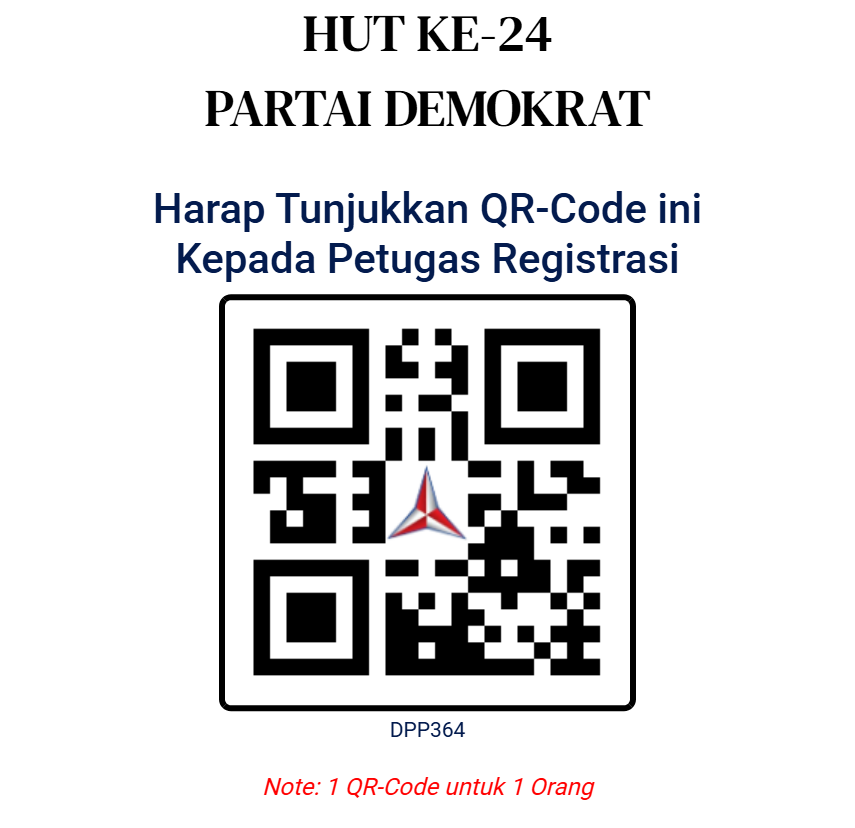 HUT KE-24
PARTAI DEMOKRAT
Harap Tunjukkan QR-Code ini
Kepada Petugas Registrasi
DPP364
Note: 1 QR-Code untuk 1 Orang